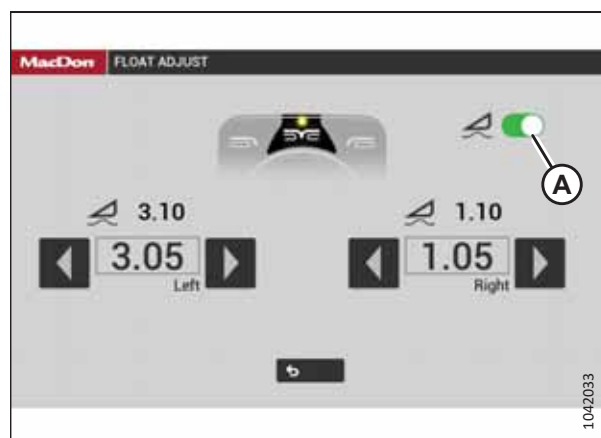 MacDon FLOAT ADJUST
A
3.10 1.10
3.05 1.05
Left Right
1042033